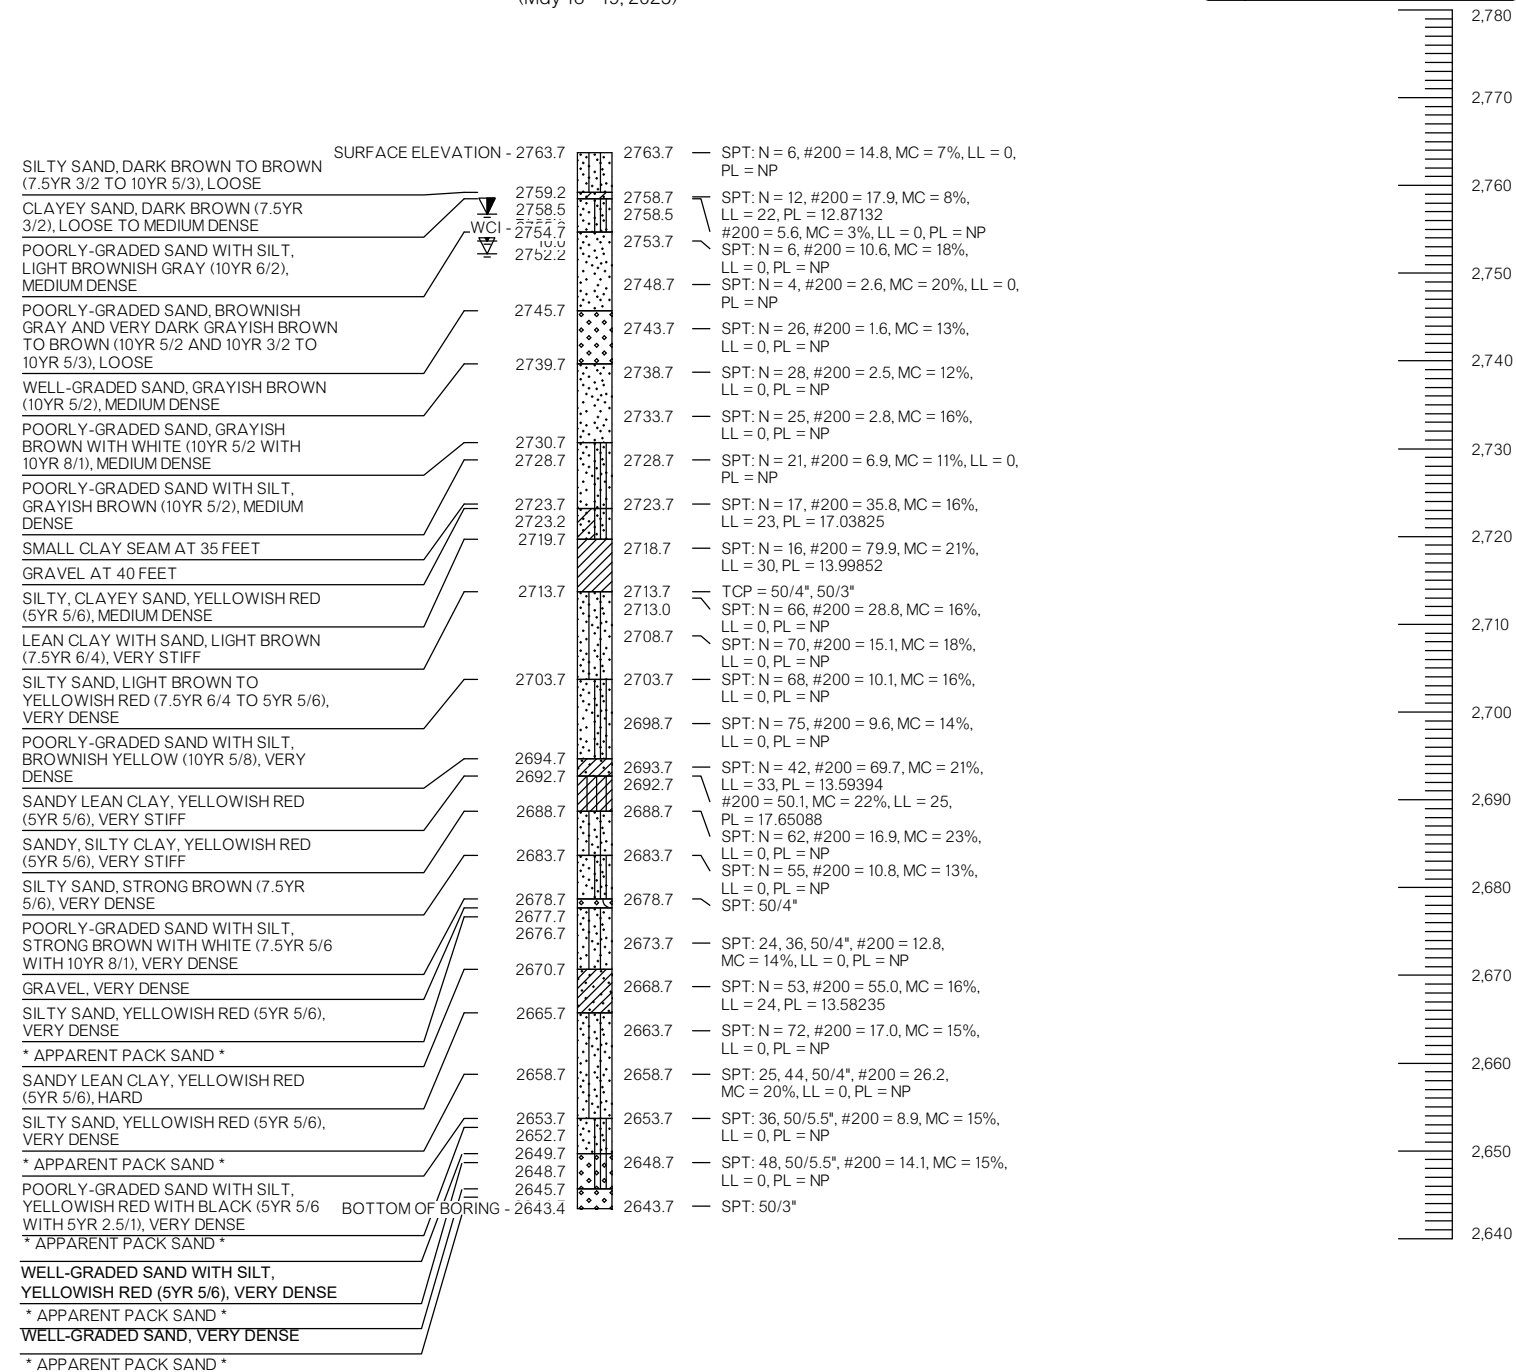 2,780
2,770
2,760
2,750
2,740
2,730
2,720
2,710
2,700
2,690
2,680
2,670
2,660
2,650
2,640
SILTY SAND, DARK BROWN TO BROWN
(7.5YR 3/2 TO 10YR 5/3), LOOSE
CLAYEY SAND, DARK BROWN (7.5YR
3/2), LOOSE TO MEDIUM DENSE
POORLY-GRADED SAND WITH SILT,
LIGHT BROWNISH GRAY (10YR 6/2),
MEDIUM DENSE
POORLY-GRADED SAND, BROWNISH
GRAY AND VERY DARK GRAYISH BROWN
TO BROWN (10YR 5/2 AND 10YR 3/2 TO
10YR 5/3), LOOSE
WELL-GRADED SAND, GRAYISH BROWN
(10YR 5/2), MEDIUM DENSE
POORLY-GRADED SAND, GRAYISH
BROWN WITH WHITE (10YR 5/2 WITH
10YR 8/1), MEDIUM DENSE
POORLY-GRADED SAND WITH SILT,
GRAYISH BROWN (10YR 5/2), MEDIUM
DENSE
SMALL CLAY SEAM AT 35 FEET
GRAVEL AT 40 FEET
SILTY, CLAYEY SAND, YELLOWISH RED
(5YR 5/6), MEDIUM DENSE
LEAN CLAY WITH SAND, LIGHT BROWN
(7.5YR 6/4), VERY STIFF
SILTY SAND, LIGHT BROWN TO
YELLOWISH RED (7.5YR 6/4 TO 5YR 5/6),
VERY DENSE
POORLY-GRADED SAND WITH SILT,
BROWNISH YELLOW (10YR 5/8), VERY
DENSE
SANDY LEAN CLAY, YELLOWISH RED
(5YR 5/6), VERY STIFF
SANDY, SILTY CLAY, YELLOWISH RED
(5YR 5/6), VERY STIFF
SILTY SAND, STRONG BROWN (7.5YR
5/6), VERY DENSE
POORLY-GRADED SAND WITH SILT,
STRONG BROWN WITH WHITE (7.5YR 5/6
WITH 10YR 8/1), VERY DENSE
GRAVEL, VERY DENSE
SILTY SAND, YELLOWISH RED (5YR 5/6),
VERY DENSE
* APPARENT PACK SAND *
SANDY LEAN CLAY, YELLOWISH RED
(5YR 5/6), HARD
SILTY SAND, YELLOWISH RED (5YR 5/6),
VERY DENSE
* APPARENT PACK SAND *
POORLY-GRADED SAND WITH SILT,
YELLOWISH RED WITH BLACK (5YR 5/6
WITH 5YR 2.5/1), VERY DENSE
* APPARENT PACK SAND *
WELL-GRADED SAND WITH SILT,
YELLOWISH RED (5YR 5/6), VERY DENSE
* APPARENT PACK SAND *
WELL-GRADED SAND, VERY DENSE
* APPARENT PACK SAND *
SURFACE ELEVATION - 2763.7
2759.2
2758.5
WCI - 2754.7
10.0
2752.2
2745.7
2739.7
2730.7
2728.7
2723.7
2723.2
2719.7
2713.7
2703.7
2694.7
2692.7
2688.7
2683.7
2678.7
2677.7
2676.7
2670.7
2665.7
2658.7
2653.7
2652.7
2649.7
2648.7
2645.7
BOTTOM OF BORING - 2643.4
2763.7 — SPT: N = 6, #200 = 14.8, MC = 7%, LL = 0,
PL = NP
2758.7 SPT: N = 12, #200 = 17.9, MC = 8%,
LL = 22, PL = 12.87132
2758.5 #200 = 5.6, MC = 3%, LL = 0, PL = NP
2753.7 SPT: N = 6, #200 = 10.6, MC = 18%,
LL = 0, PL = NP
2748.7 — SPT: N = 4, #200 = 2.6, MC = 20%, LL = 0,
PL = NP
2743.7 — SPT: N = 26, #200 = 1.6, MC = 13%,
LL = 0, PL = NP
2738.7 — SPT: N = 28, #200 = 2.5, MC = 12%,
LL = 0, PL = NP
2733.7 — SPT: N = 25, #200 = 2.8, MC = 16%,
LL = 0, PL = NP
2728.7 — SPT: N = 21, #200 = 6.9, MC = 11%, LL = 0,
PL = NP
2723.7 — SPT: N = 17, #200 = 35.8, MC = 16%,
LL = 23, PL = 17.03825
2718.7 — SPT: N = 16, #200 = 79.9, MC = 21%,
LL = 30, PL = 13.99852
2713.7 — TCP = 50/4", 50/3"
2713.0 SPT: N = 66, #200 = 28.8, MC = 16%,
LL = 0, PL = NP
2708.7 SPT: N = 70, #200 = 15.1, MC = 18%,
LL = 0, PL = NP
2703.7 — SPT: N = 68, #200 = 10.1, MC = 16%,
LL = 0, PL = NP
2698.7 — SPT: N = 75, #200 = 9.6, MC = 14%,
LL = 0, PL = NP
2693.7 — SPT: N = 42, #200 = 69.7, MC = 21%,
LL = 33, PL = 13.59394
2692.7 #200 = 50.1, MC = 22%, LL = 25,
PL = 17.65088
2688.7 SPT: N = 62, #200 = 16.9, MC = 23%,
LL = 0, PL = NP
2683.7 SPT: N = 55, #200 = 10.8, MC = 13%,
LL = 0, PL = NP
2678.7 SPT: 50/4"
2673.7 — SPT: 24, 36, 50/4", #200 = 12.8,
MC = 14%, LL = 0, PL = NP
2668.7 — SPT: N = 53, #200 = 55.0, MC = 16%,
LL = 24, PL = 13.58235
2663.7 — SPT: N = 72, #200 = 17.0, MC = 15%,
LL = 0, PL = NP
2658.7 — SPT: 25, 44, 50/4", #200 = 26.2,
MC = 20%, LL = 0, PL = NP
2653.7 — SPT: 36, 50/5.5", #200 = 8.9, MC = 15%,
LL = 0, PL = NP
2648.7 — SPT: 48, 50/5.5", #200 = 14.1, MC = 15%,
LL = 0, PL = NP
2643.7 — SPT: 50/3"